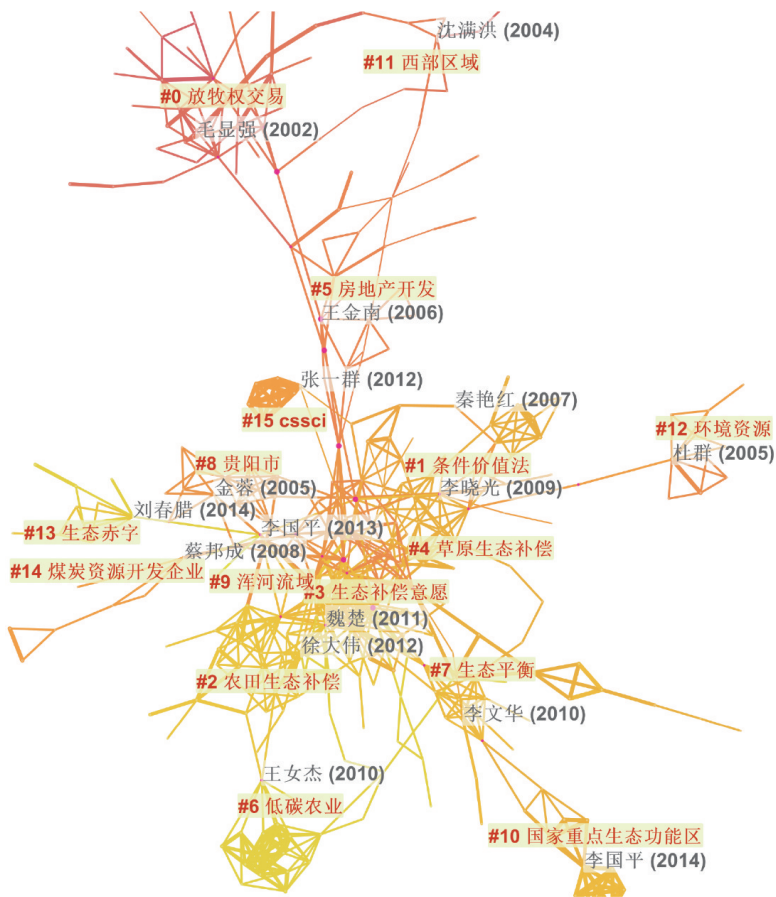 沈满洪 (2004)
#11 西部区域
#0 放牧权交易
毛显强 (2002)
#5 房地产开发
王金南 (2006)
张一群 (2012)
秦艳红 (2007)
#15 cssci
#12 环境资源
杜群 (2005)
#8 贵阳市
#1 条件价值法
金蓉 (2005)
李晓光 (2009)
刘春腊 (2014)
李国平 (2013)
#13 生态赤字
蔡邦成 (2008)
#4 草原生态补偿
#14 煤炭资源开发企业
#9 浑河流域
#3 生态补偿意愿
魏楚 (2011)
徐大伟 (2012)
#7 生态平衡
#2 农田生态补偿
李文华 (2010)
王女杰 (2010)
#6 低碳农业
#10 国家重点生态功能区
李国平 (2014)